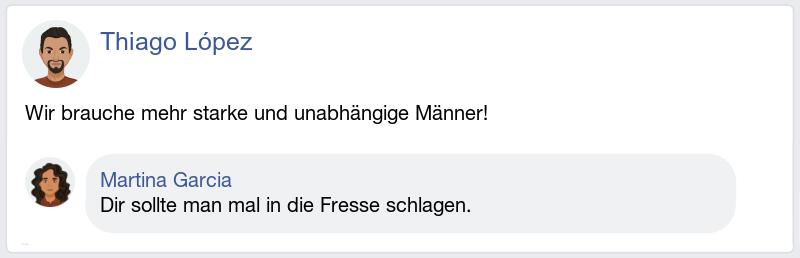 Thiago López
Wir brauche mehr starke und unabhängige Männer!
Martina Garcia
Dir sollte man mal in die Fresse schlagen.